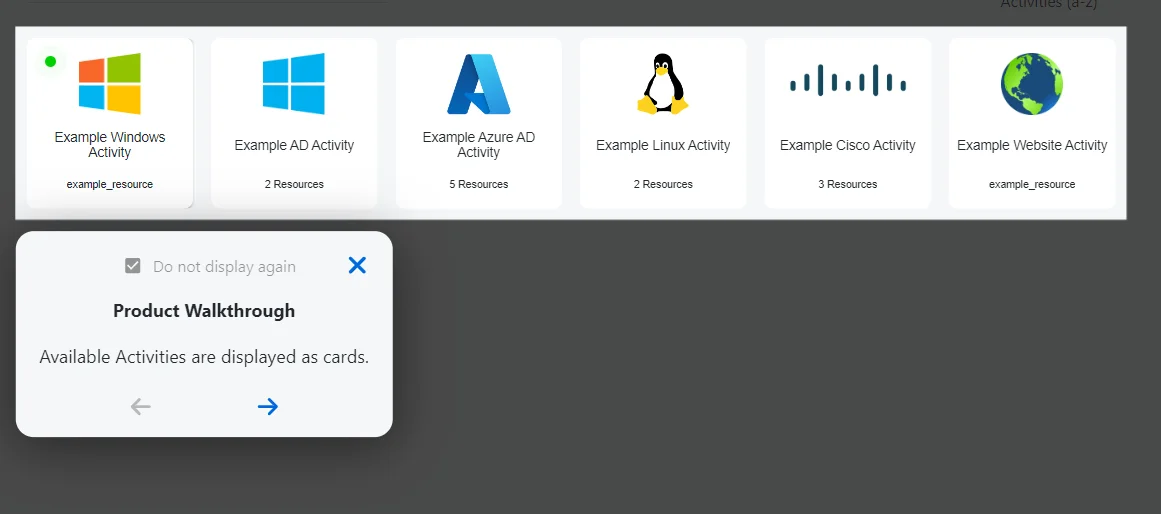 Activities (a-z)
Example Windows
Activity
example_resource
Example AD Activity
2 Resources
Example Azure AD
Activity
5 Resources
Example Linux Activity
2 Resources
Example Cisco Activity
3 Resources
Example Website Activity
example_resource
Do not display again
Product Walkthrough
Available Activities are displayed as cards.